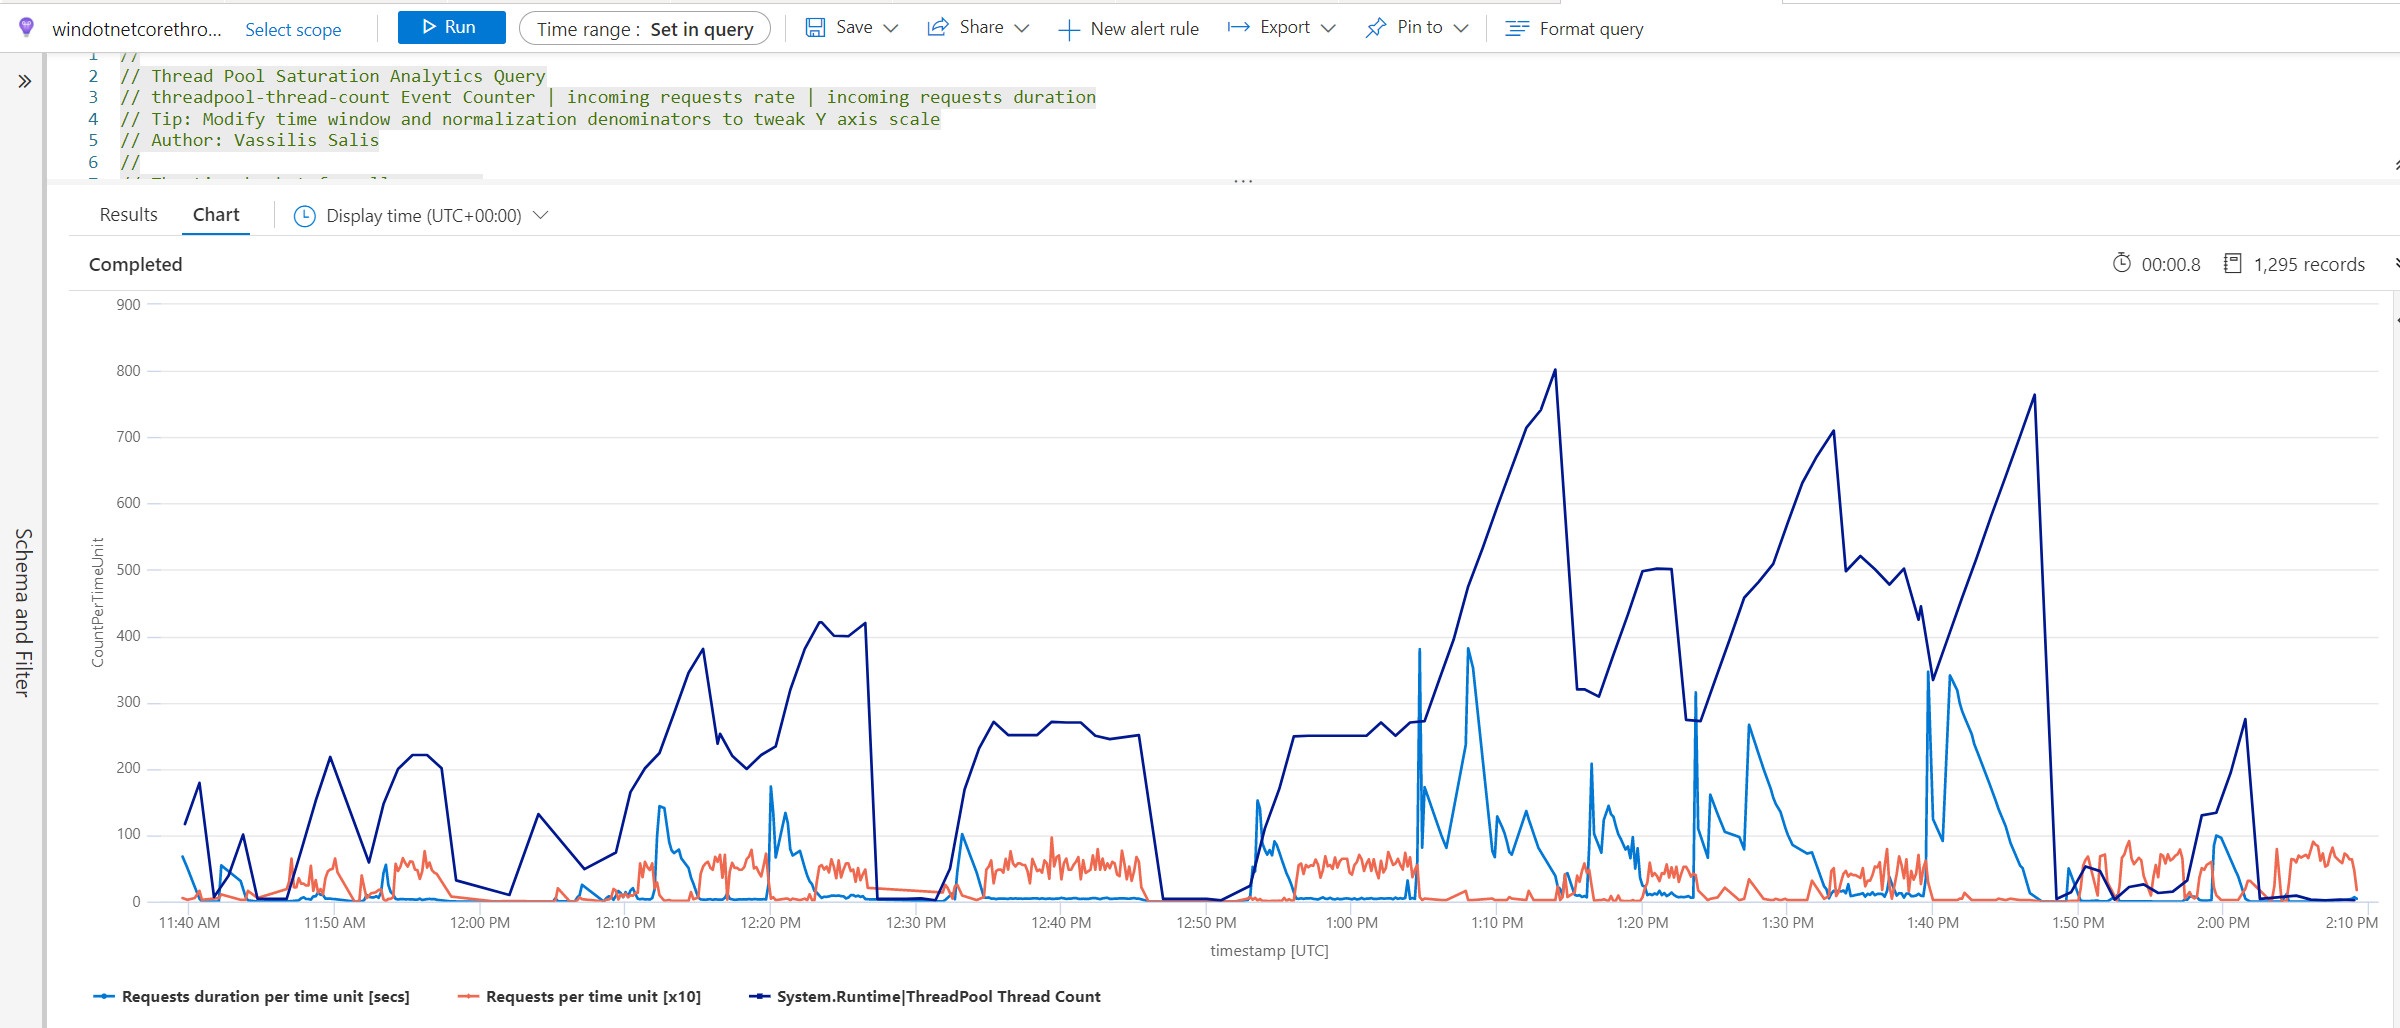 windotnetcorethro... Select scope Run Time range : Set in query Save Share New alert rule Export Pin to Format query
1 //
2 // Thread Pool Saturation Analytics Query
3 // threadpool-thread-count Event Counter | incoming requests rate | incoming requests duration
4 // Tip: Modify time window and normalization denominators to tweak Y axis scale
5 // Author: Vassilis Salis
6 //
Results Chart Display time (UTC+00:00)
Completed 00:00.8 1,295 records
Schema and Filter
CountPerTimeUnit
900
800
700
600
500
400
300
200
100
0
11:40 AM 11:50 AM 12:00 PM 12:10 PM 12:20 PM 12:30 PM 12:40 PM 12:50 PM 1:00 PM 1:10 PM 1:20 PM 1:30 PM 1:40 PM 1:50 PM 2:00 PM 2:10 PM
timestamp [UTC]
Requests duration per time unit [secs] Requests per time unit [x10] System.Runtime|ThreadPool Thread Count